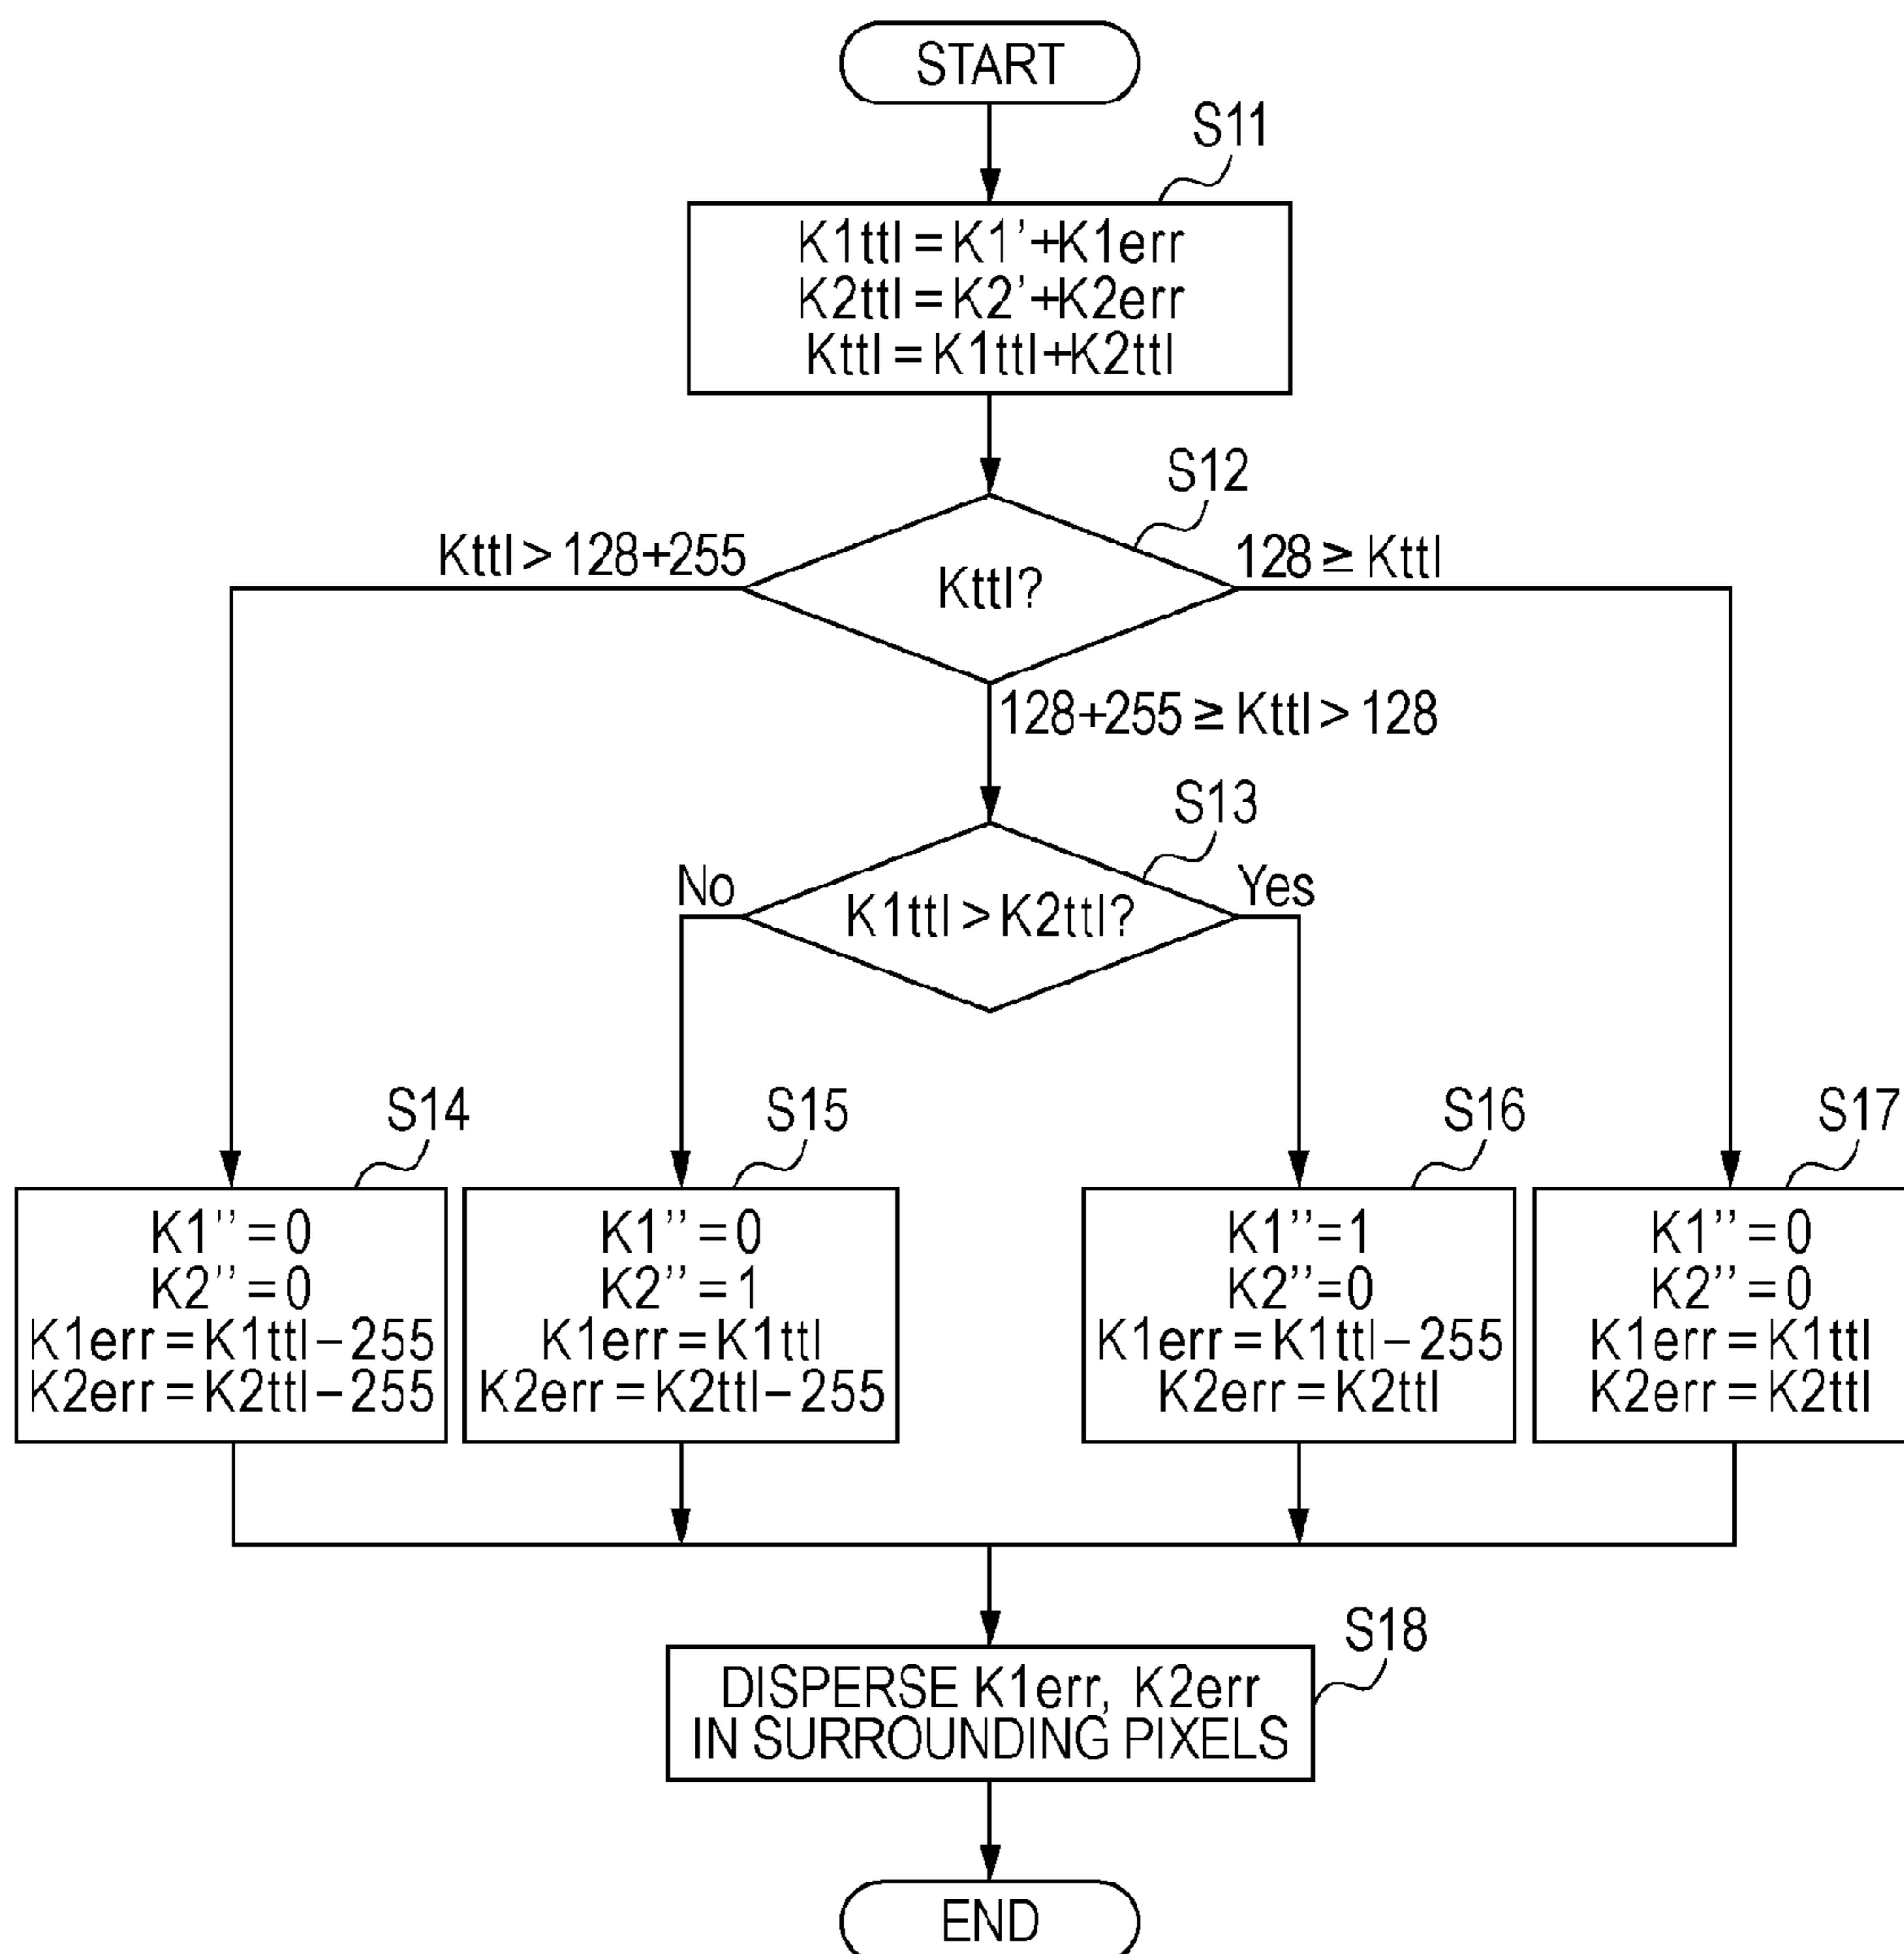 START
S11
K1ttl = K1’+K1err
K2ttl = K2’+K2err
Kttl = K1ttl+K2ttl
S12
Kttl > 128+255
Kttl?
128 ≥ Kttl
128+255 ≥ Kttl > 128
S13
No
K1ttl > K2ttl?
Yes
S14
K1’’ = 0
K2’’ = 0
K1err = K1ttl – 255
K2err = K2ttl – 255
S15
K1’’ = 0
K2’’ = 1
K1err = K1ttl
K2err = K2ttl – 255
S16
K1’’ = 1
K2’’ = 0
K1err = K1ttl – 255
K2err = K2ttl
S17
K1’’ = 0
K2’’ = 0
K1err = K1ttl
K2err = K2ttl
S18
DISPERSE K1err, K2err
IN SURROUNDING PIXELS
END